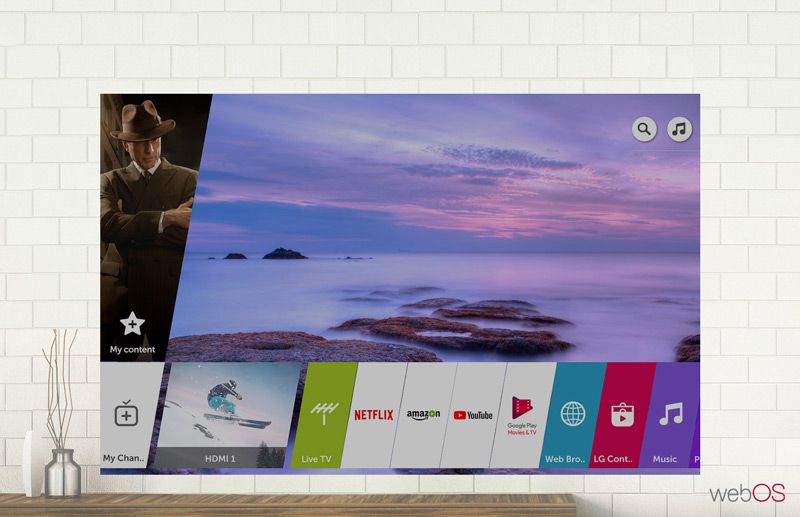 My content
My Chan..
HDMI 1
Live TV
NETFLIX
amazon
YouTube
Google Play
Movies & TV
Web Bro..
LG Cont..
Music
P
webOS